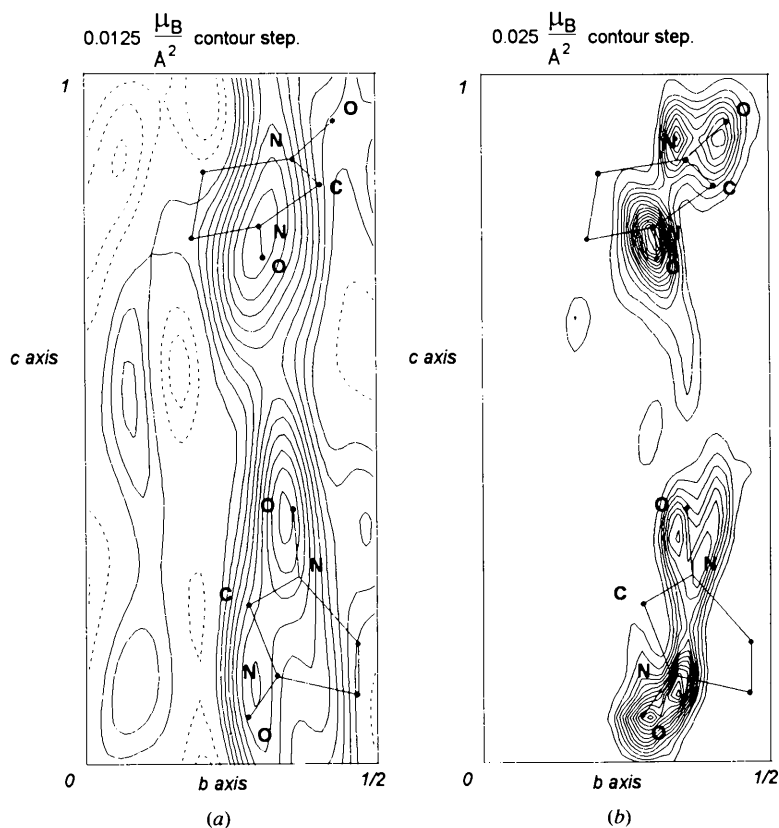 0.0125 μB/A² contour step.
1
O
N
C
N
O
c axis
O
N
C
N
O
0
b axis
1/2
(a)
0.025 μB/A² contour step.
1
O
N
C
N
O
c axis
O
N
C
N
O
0
b axis
1/2
(b)